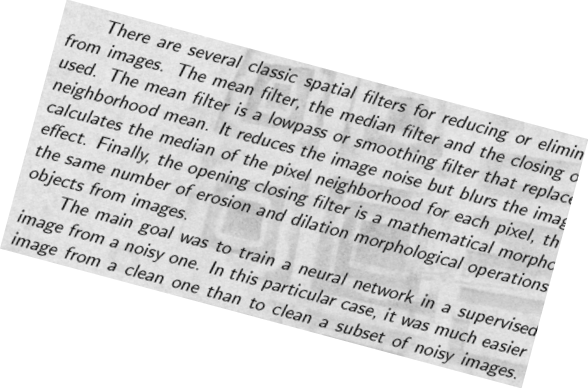 There are several classic spatial filters for reducing or elimin
from images. The mean filter, the median filter and the closing o
used. The mean filter is a lowpass or smoothing filter that replace
neighborhood mean. It reduces the image noise but blurs the imag
calculates the median of the pixel neighborhood for each pixel, th
effect. Finally, the opening closing filter is a mathematical morpho
the same number of erosion and dilation morphological operations
objects from images.
The main goal was to train a neural network in a supervised
image from a noisy one. In this particular case, it was much easier
image from a clean one than to clean a subset of noisy images.